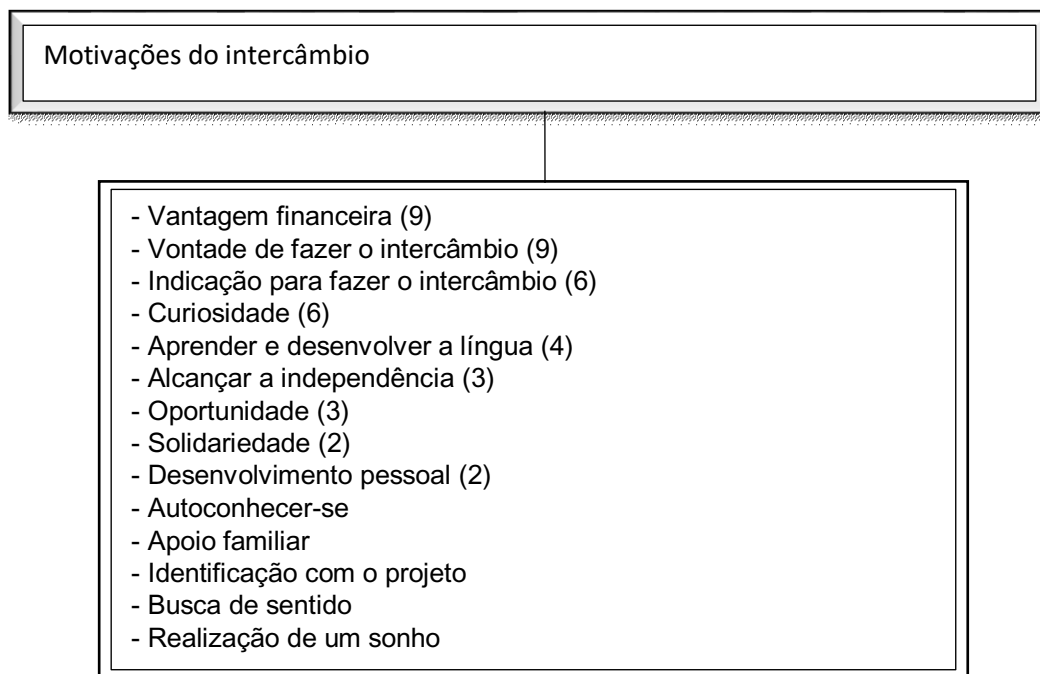 Motivações do intercâmbio
- Vantagem financeira (9)
- Vontade de fazer o intercâmbio (9)
- Indicação para fazer o intercâmbio (6)
- Curiosidade (6)
- Aprender e desenvolver a língua (4)
- Alcançar a independência (3)
- Oportunidade (3)
- Solidariedade (2)
- Desenvolvimento pessoal (2)
- Autoconhecer-se
- Apoio familiar
- Identificação com o projeto
- Busca de sentido
- Realização de um sonho